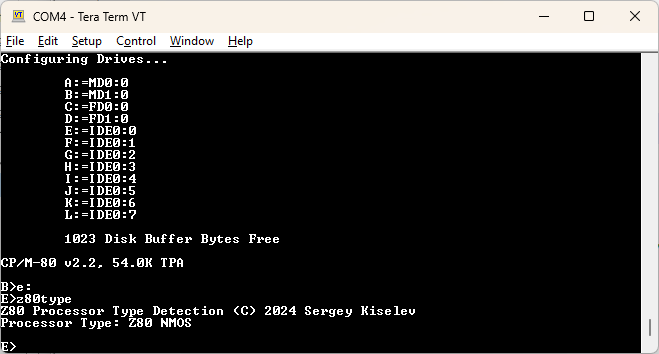 COM4 - Tera Term VT
File Edit Setup Control Window Help
Configuring Drives...
A:=MD0:0
B:=MD1:0
C:=FD0:0
D:=FD1:0
E:=IDE0:0
F:=IDE0:1
G:=IDE0:2
H:=IDE0:3
I:=IDE0:4
J:=IDE0:5
K:=IDE0:6
L:=IDE0:7
1023 Disk Buffer Bytes Free
CP/M-80 v2.2, 54.0K TPA
B>e:
E>z80type
Z80 Processor Type Detection (C) 2024 Sergey Kiselev
Processor Type: Z80 NMOS
E>